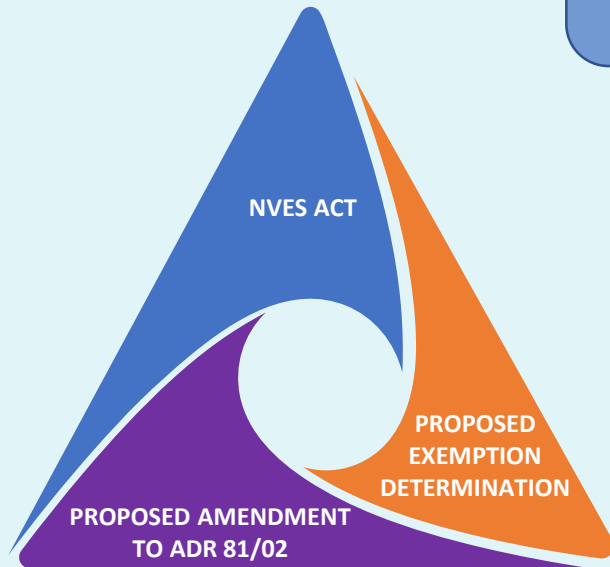 NVES ACT
PROPOSED
EXEMPTION
DETERMINATION
PROPOSED AMENDMENT
TO ADR 81/02